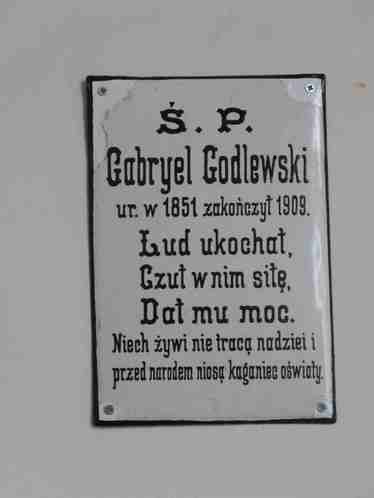 Ś. P.
Gabryel Godlewski
ur. w 1851 zakończył 1909.
Lud ukochał,
Czuł w nim siłę,
Dał mu moc.
Niech żywi nie tracą nadziei i
przed narodem niosą kaganiec oświaty.